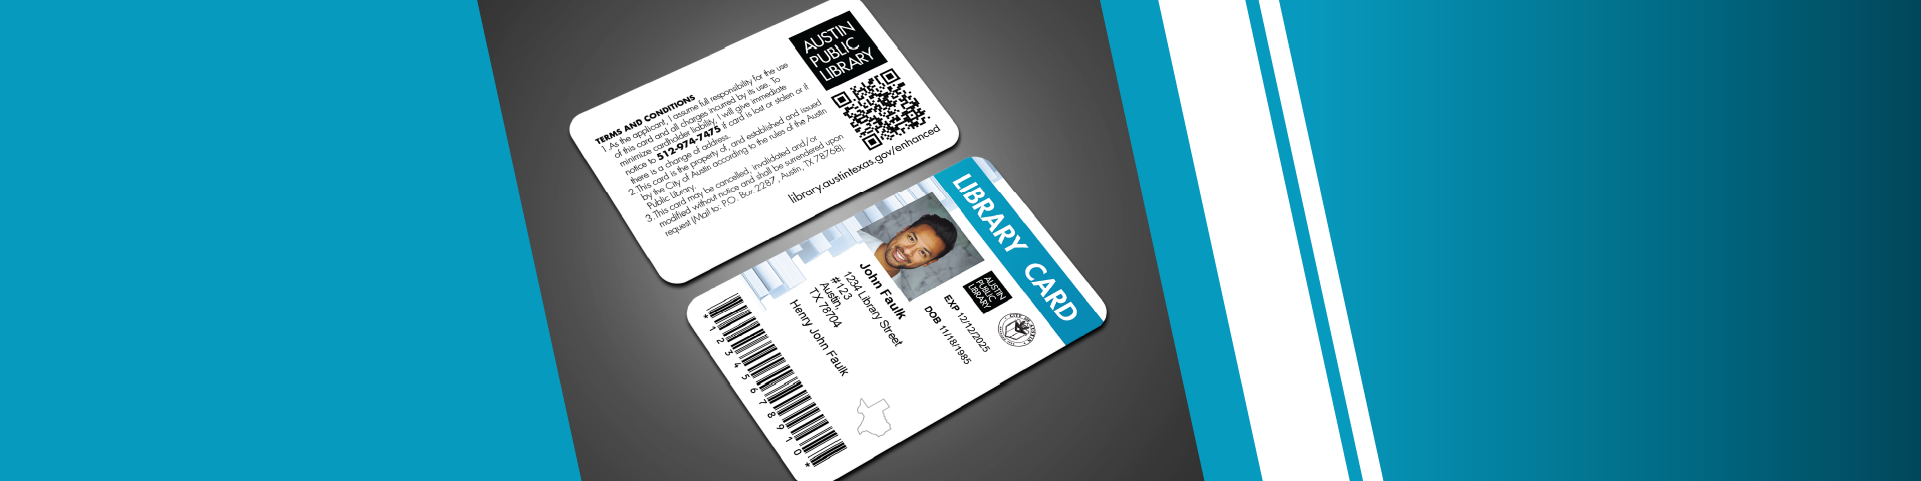 AUSTIN
PUBLIC
LIBRARY
TERMS AND CONDITIONS
1. As the applicant, I assume full responsibility for the use
of this card and all charges incurred by its use. To
minimize cardholder liability, I will give immediate
notice to 512-974-7475 if card is lost or stolen or if
there is a change of address.
2. This card is the property of, and established and issued
by the City of Austin according to the rules of the Austin
Public Library.
3. This card may be cancelled, invalidated and/or
modified without notice and shall be surrendered upon
request (Mail to: P.O. Box 2287, Austin, TX 78768).
library.austintexas.gov/enhanced
LIBRARY CARD
AUSTIN
PUBLIC
LIBRARY
EXP 12/12/2025
DOB 11/18/1985
John Faulk
1234 Library Street
#123
Austin,
TX 78704
Henry John Faulk
*12345678910*